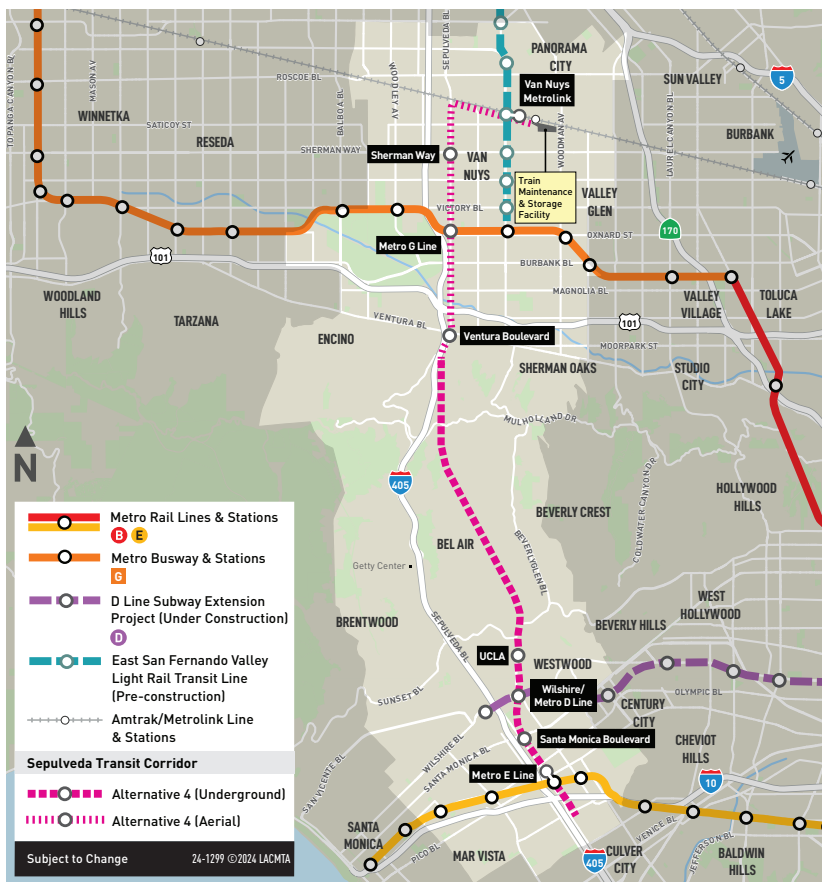 SEPULVEDA BL
PANORAMA
CITY
SUN VALLEY
5
TOPANGA CANYON BL
MASON AV
ROSCOE BL
WOODLEY AV
BALBOA BL
Van Nuys
Metrolink
WINNETKA
SATICOY ST
RESEDA
SHERMAN WAY
Sherman Way
VAN
NUYS
WOODMAN AV
LAUREL CANYON BL
BURBANK
Train
Maintenance
& Storage
Facility
VALLEY
GLEN
VICTORY BL
170
OXNARD ST
Metro G Line
101
BURBANK BL
MAGNOLIA BL
WOODLAND
HILLS
TARZANA
VALLEY
VILLAGE
TOLUCA
LAKE
VENTURA BL
101
ENCINO
Ventura Boulevard
MOORPARK ST
SHERMAN OAKS
STUDIO
CITY
MULHOLLAND DR
N
405
COLDWATER CANYON DR
HOLLYWOOD
HILLS
BEVERLY CREST
BEL AIR
BEVERLY GLEN BL
Getty Center
WEST
HOLLYWOOD
BRENTWOOD
SEPULVEDA BL
BEVERLY HILLS
UCLA
WESTWOOD
SUNSET BL
Wilshire/
Metro D Line
OLYMPIC BL
CENTURY
CITY
Santa Monica Boulevard
WILSHIRE BL
SANTA MONICA BL
CHEVIOT
HILLS
Metro E Line
10
SAN VICENTE BL
SANTA
MONICA
PICO BL
MAR VISTA
VENICE BL
JEFFERSON BL
CULVER
CITY
405
BALDWIN
HILLS
Metro Rail Lines & Stations
B E
Metro Busway & Stations
G
D Line Subway Extension
Project (Under Construction)
D
East San Fernando Valley
Light Rail Transit Line
(Pre-construction)
Amtrak/Metrolink Line
& Stations
Sepulveda Transit Corridor
Alternative 4 (Underground)
Alternative 4 (Aerial)
Subject to Change
24-1299 ©2024 LACMTA